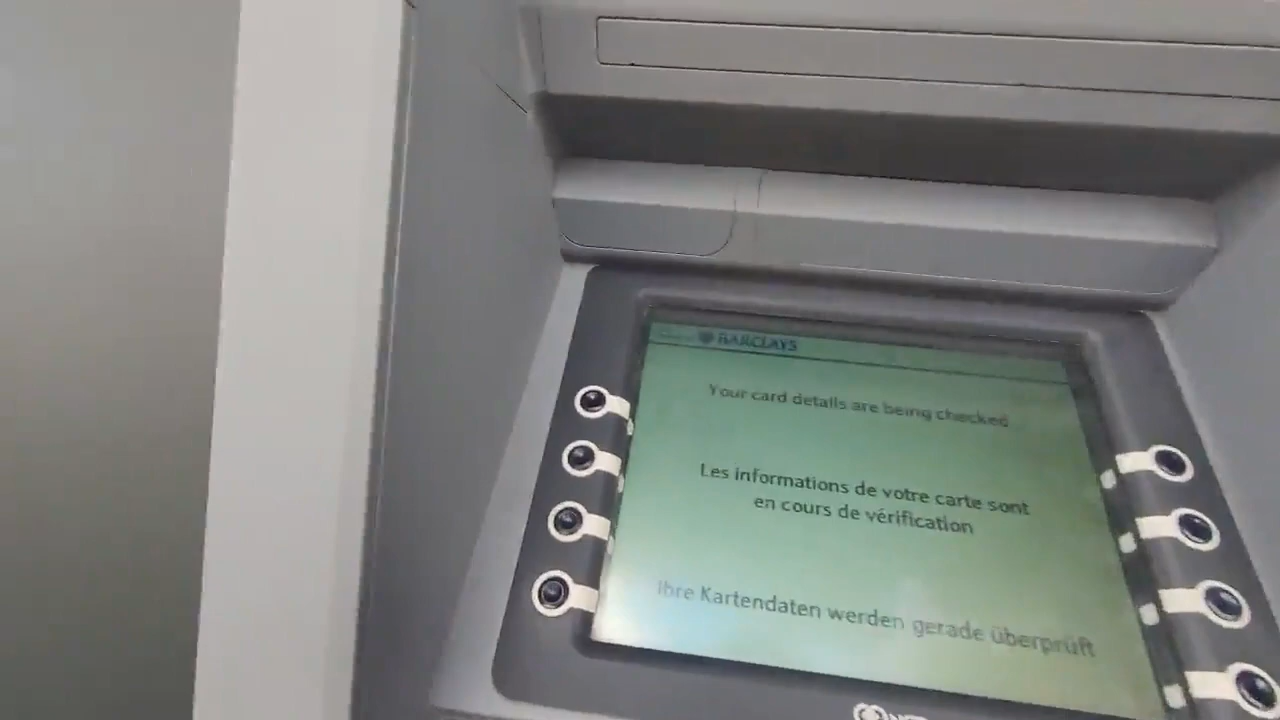 BARCLAYS
Your card details are being checked
Les informations de votre carte sont
en cours de vérification
Ihre Kartendaten werden gerade überprüft